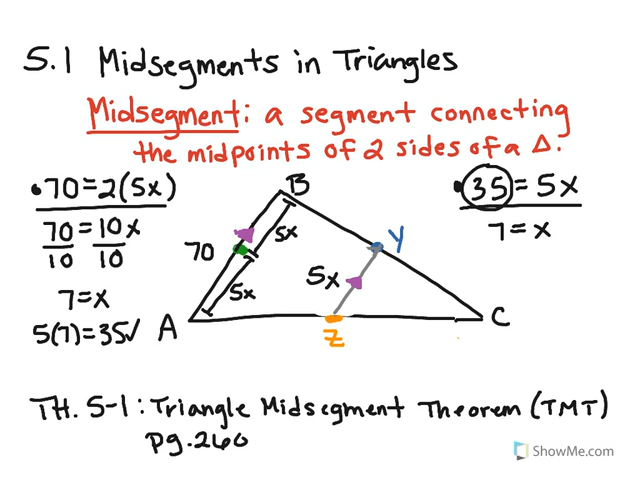 5.1 Midsegments in Triangles
Midsegment: a segment connecting
the midpoints of 2 sides of a Δ.
•70=2(5x)
70=10x
10 10
7=x
5(7)=35✓
B
70
5x
5x
A
Y
5x
Z
C
•35=5x
7=x
TH. 5-1: Triangle Midsegment Theorem (TMT)
pg.260
ShowMe.com